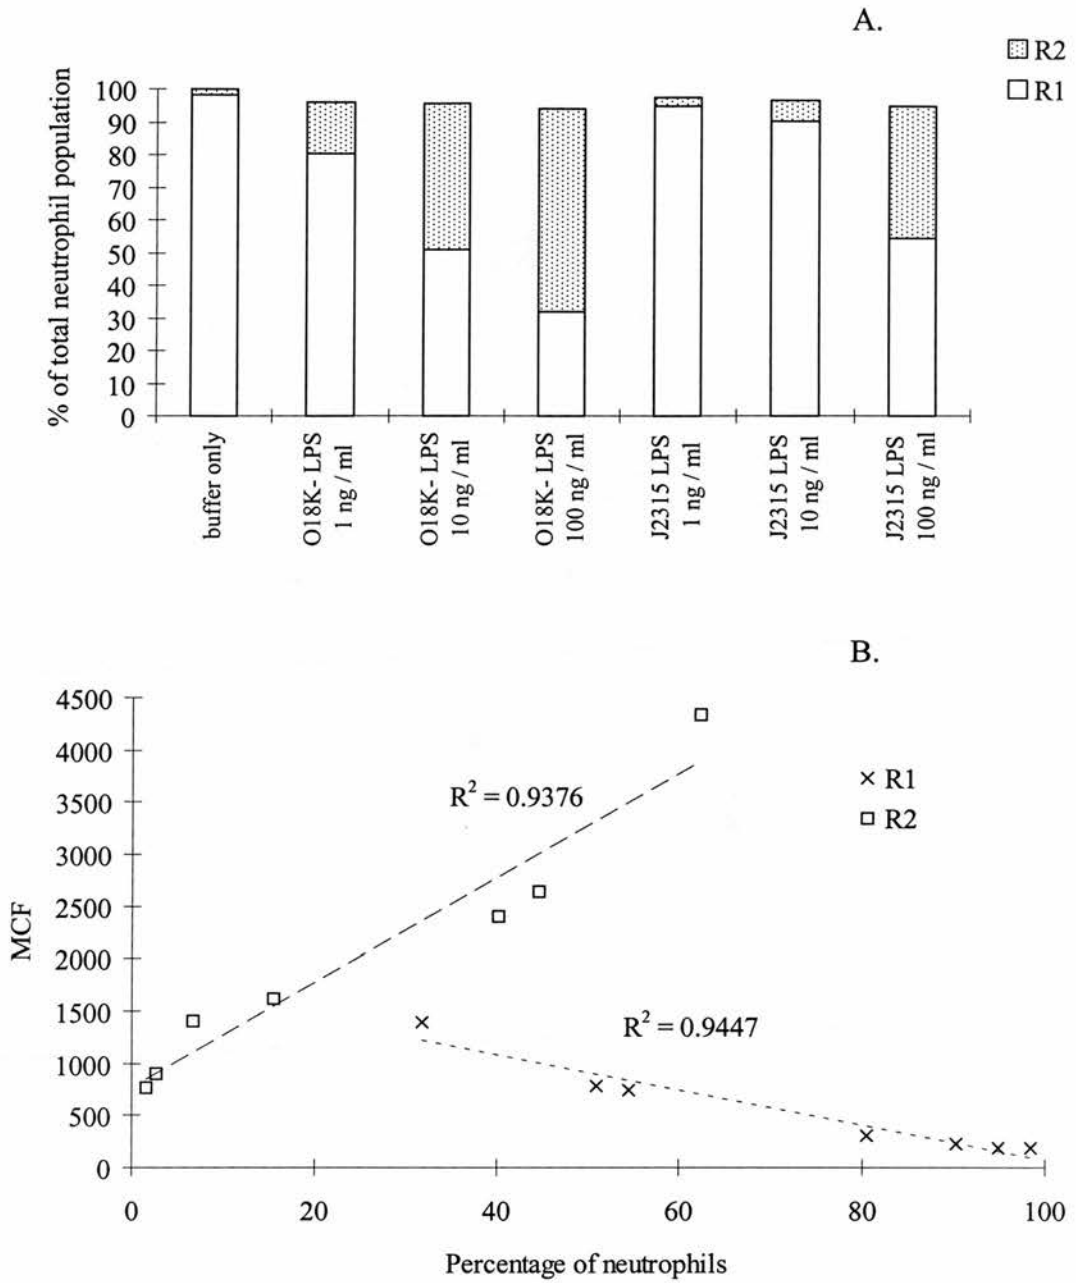 A.
R2
R1
% of total neutrophil population
100
90
80
70
60
50
40
30
20
10
0
buffer only
O18K- LPS
1 ng / ml
O18K- LPS
10 ng / ml
O18K- LPS
100 ng / ml
J2315 LPS
1 ng / ml
J2315 LPS
10 ng / ml
J2315 LPS
100 ng / ml
B.
MCF
4500
4000
3500
3000
2500
2000
1500
1000
500
0
R² = 0.9376
R1
R2
R² = 0.9447
0 20 40 60 80 100
Percentage of neutrophils